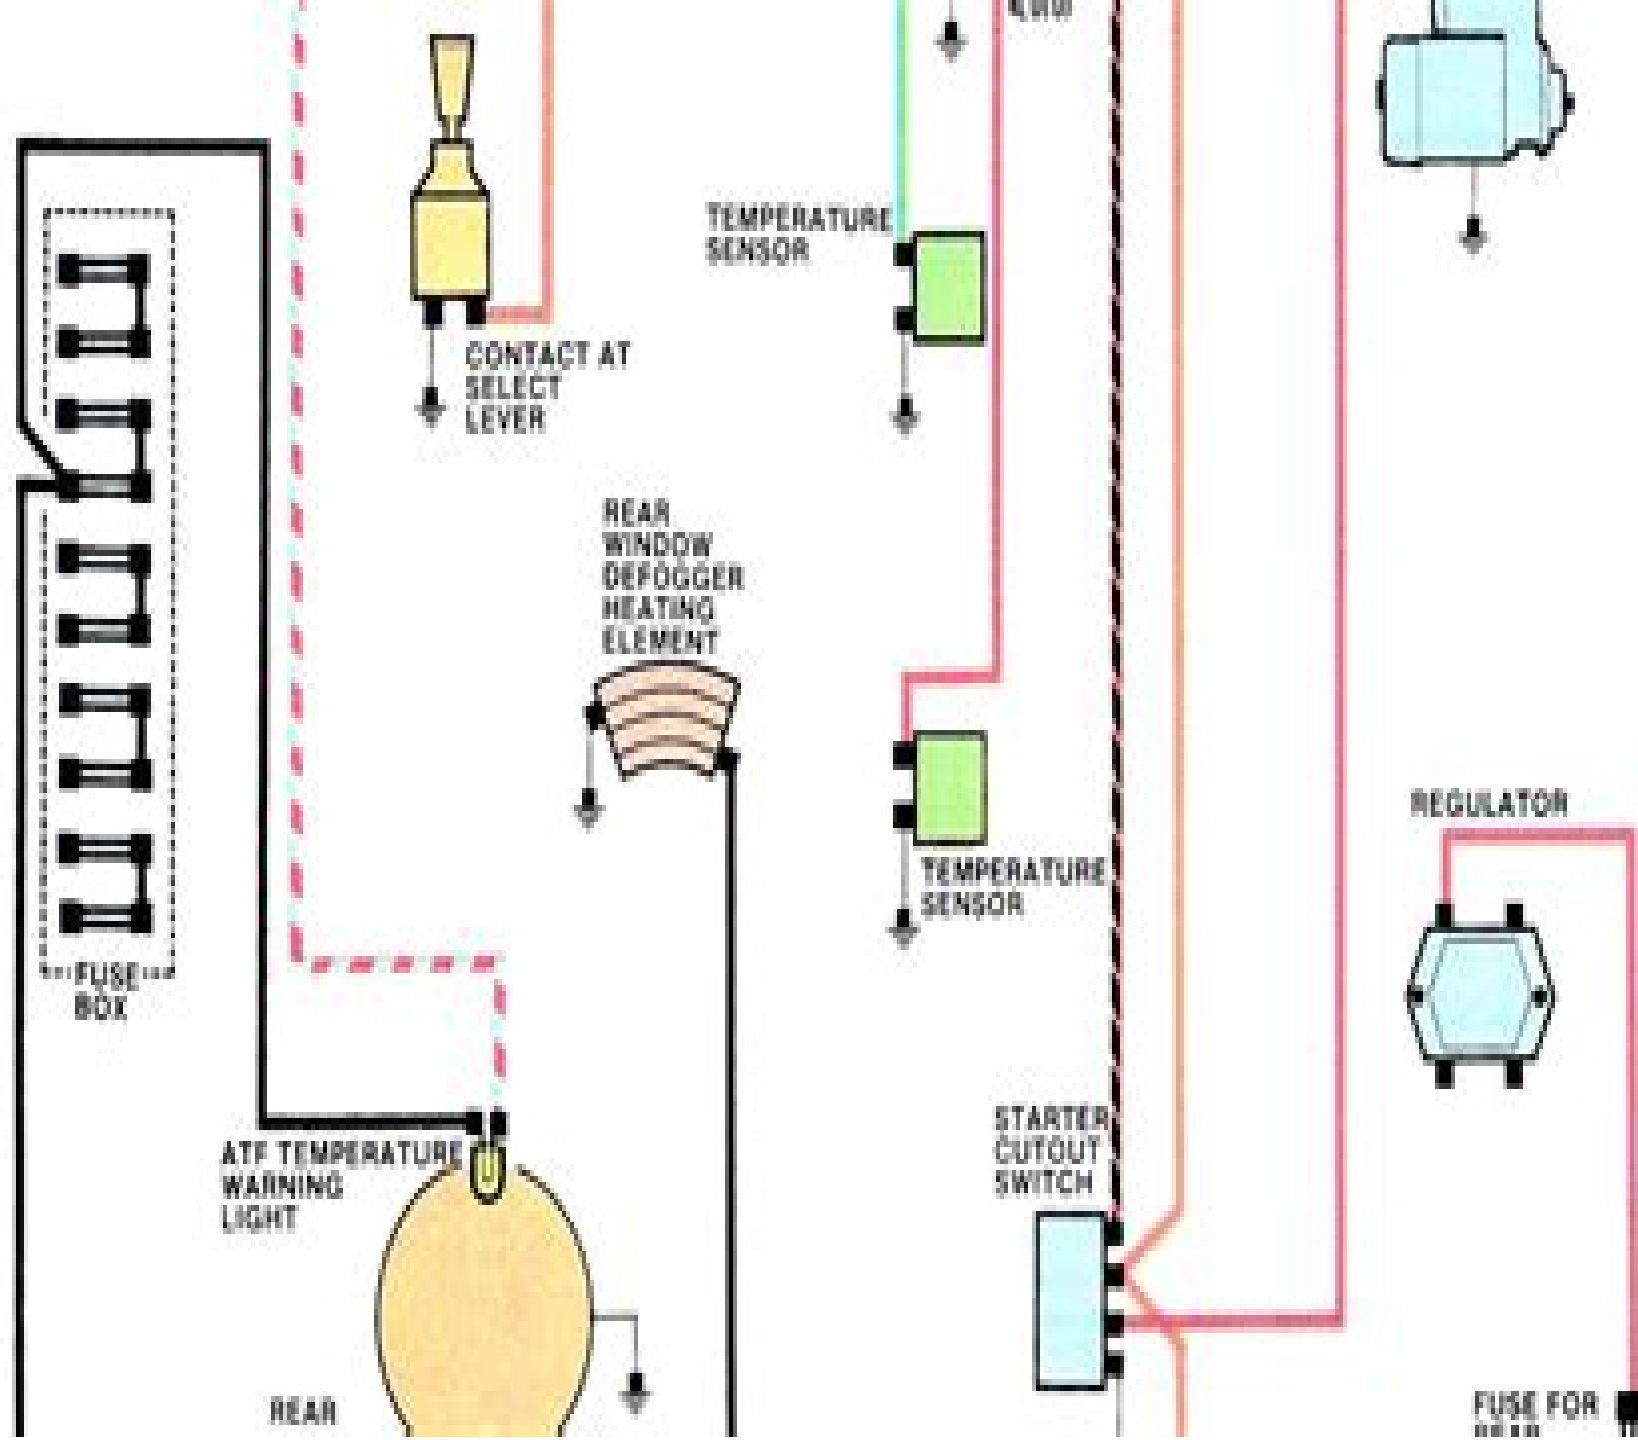 TEMPERATURE
SENSOR
CONTACT AT
SELECT
LEVER
REAR
WINDOW
DEFOGGER
HEATING
ELEMENT
REGULATOR
TEMPERATURE
SENSOR
FUSE
BOX
STARTER
CUTOUT
SWITCH
ATF TEMPERATURE
WARNING
LIGHT
REAR
FUSE FOR
REAR